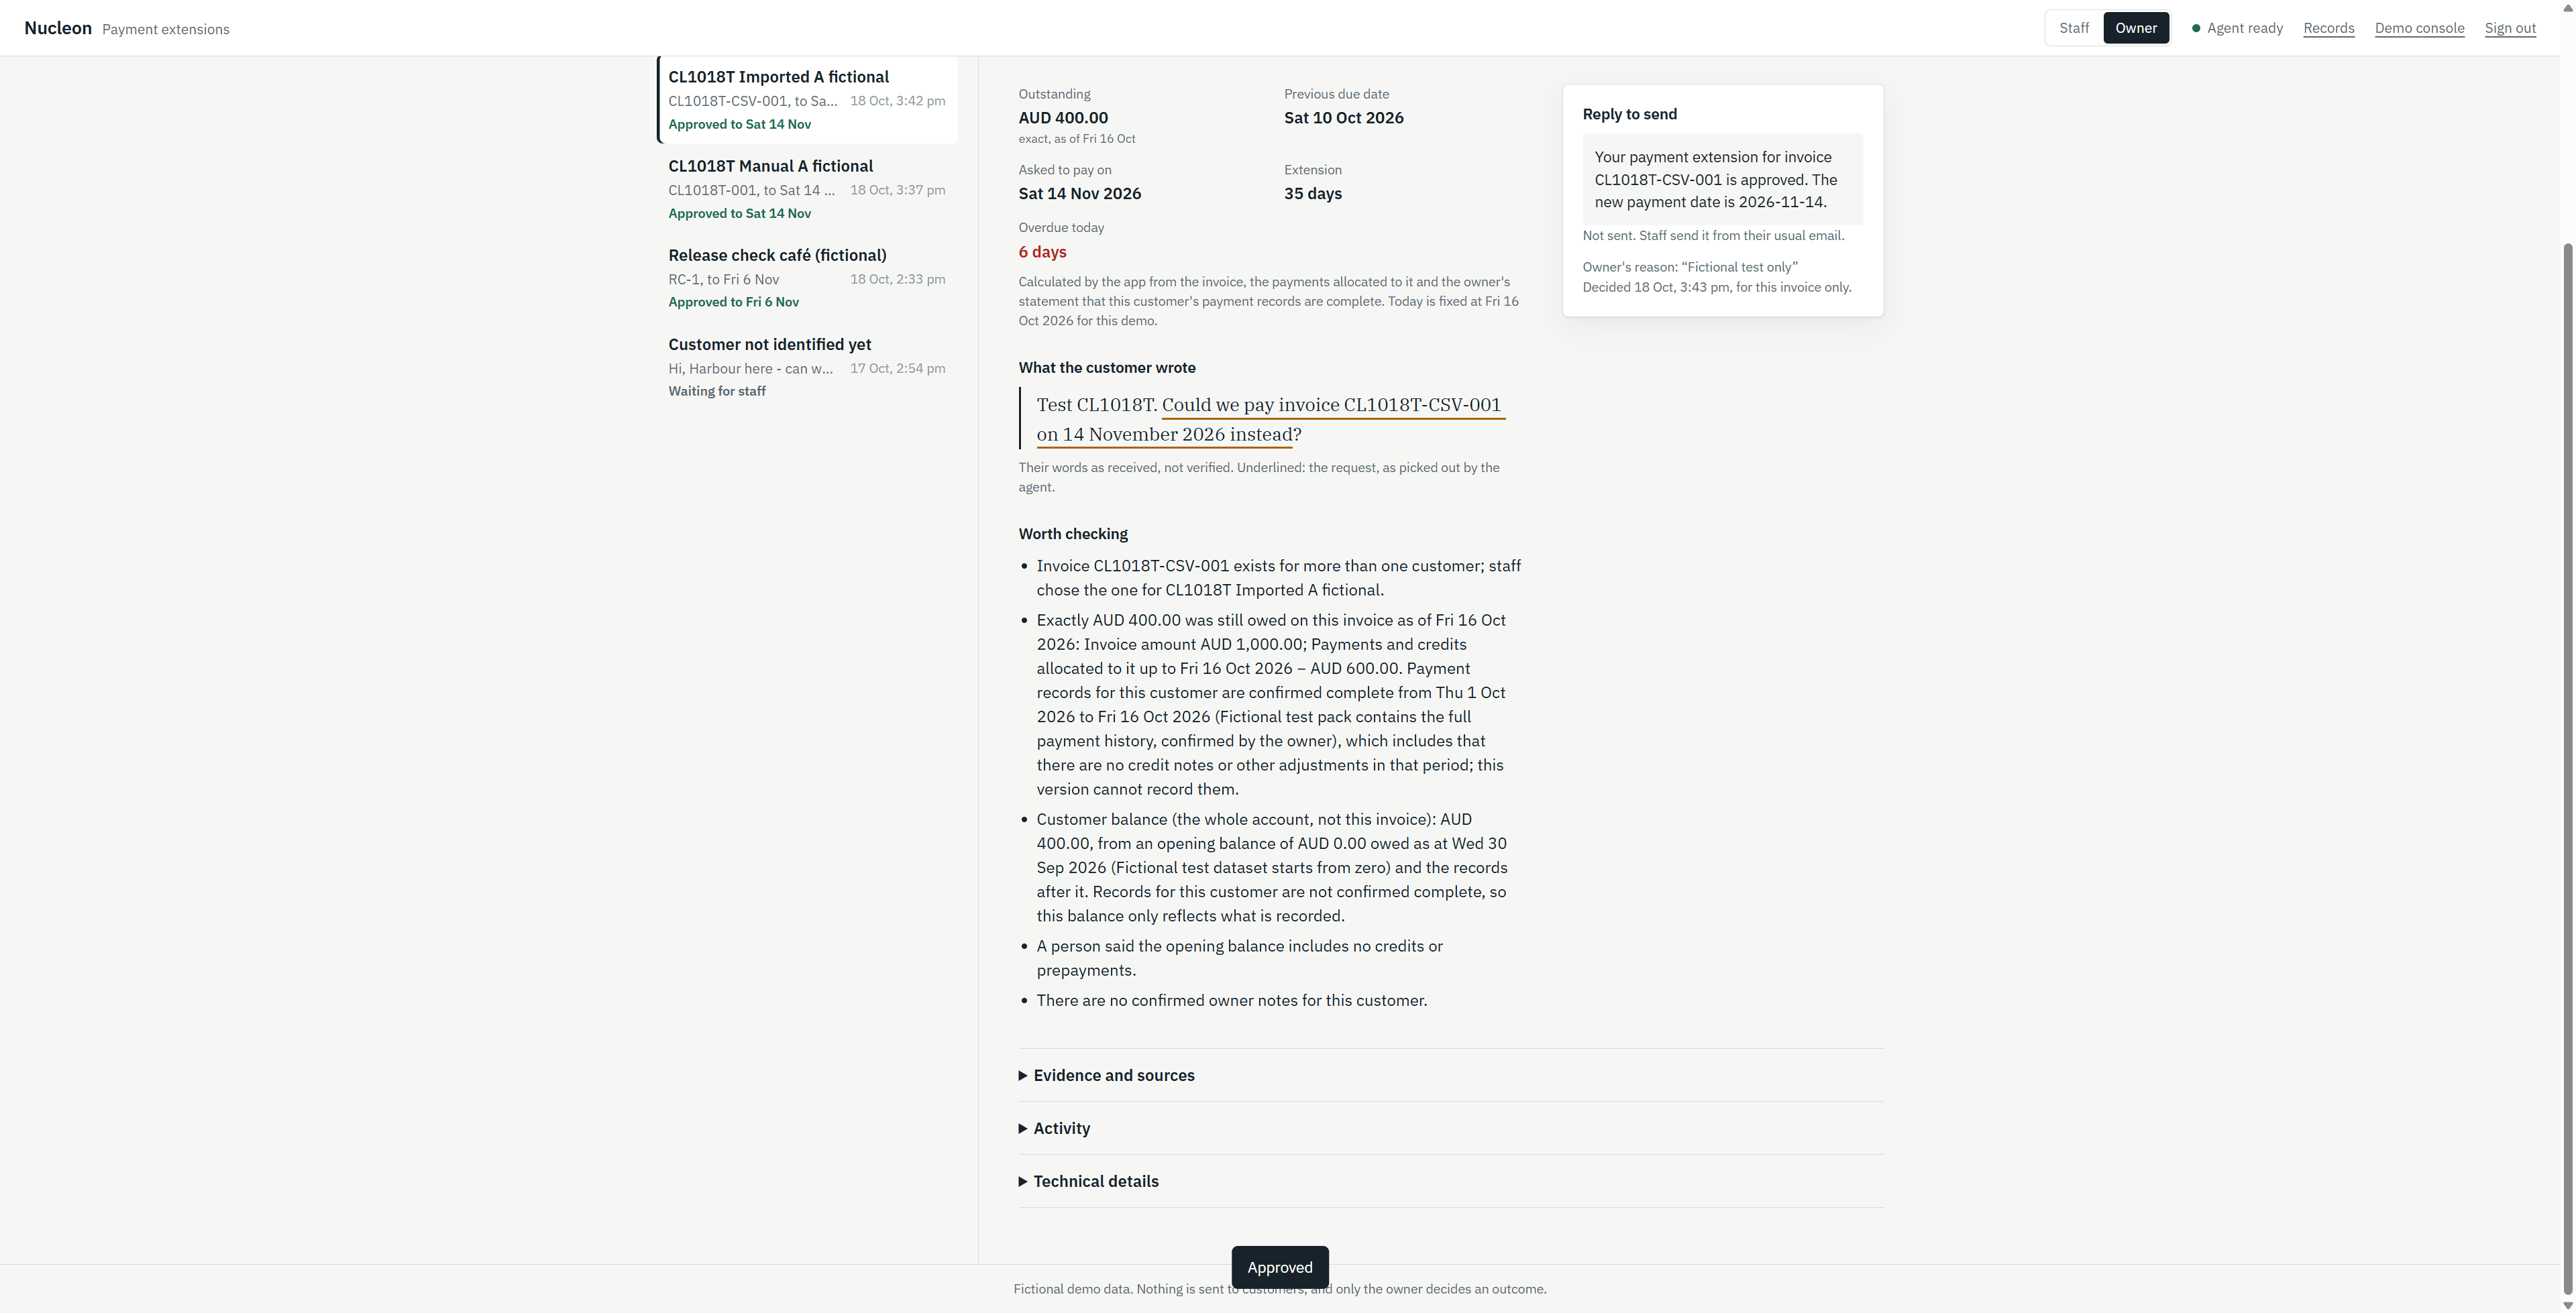 Nucleon Payment extensions
Staff Owner Agent ready Records Demo console Sign out
CL1018T Imported A fictional
CL1018T-CSV-001, to Sa... 18 Oct, 3:42 pm
Approved to Sat 14 Nov
CL1018T Manual A fictional
CL1018T-001, to Sat 14 ... 18 Oct, 3:37 pm
Approved to Sat 14 Nov
Release check café (fictional)
RC-1, to Fri 6 Nov 18 Oct, 2:33 pm
Approved to Fri 6 Nov
Customer not identified yet
Hi, Harbour here - can w... 17 Oct, 2:54 pm
Waiting for staff
Outstanding
AUD 400.00
exact, as of Fri 16 Oct
Previous due date
Sat 10 Oct 2026
Asked to pay on
Sat 14 Nov 2026
Extension
35 days
Overdue today
6 days
Calculated by the app from the invoice, the payments allocated to it and the owner's
statement that this customer's payment records are complete. Today is fixed at Fri 16
Oct 2026 for this demo.
What the customer wrote
Test CL1018T. Could we pay invoice CL1018T-CSV-001
on 14 November 2026 instead?
Their words as received, not verified. Underlined: the request, as picked out by the
agent.
Worth checking
• Invoice CL1018T-CSV-001 exists for more than one customer; staff
chose the one for CL1018T Imported A fictional.
• Exactly AUD 400.00 was still owed on this invoice as of Fri 16 Oct
2026: Invoice amount AUD 1,000.00; Payments and credits
allocated to it up to Fri 16 Oct 2026 – AUD 600.00. Payment
records for this customer are confirmed complete from Thu 1 Oct
2026 to Fri 16 Oct 2026 (Fictional test pack contains the full
payment history, confirmed by the owner), which includes that
there are no credit notes or other adjustments in that period; this
version cannot record them.
• Customer balance (the whole account, not this invoice): AUD
400.00, from an opening balance of AUD 0.00 owed as at Wed 30
Sep 2026 (Fictional test dataset starts from zero) and the records
after it. Records for this customer are not confirmed complete, so
this balance only reflects what is recorded.
• A person said the opening balance includes no credits or
prepayments.
• There are no confirmed owner notes for this customer.
Evidence and sources
Activity
Technical details
Reply to send
Your payment extension for invoice
CL1018T-CSV-001 is approved. The
new payment date is 2026-11-14.
Not sent. Staff send it from their usual email.
Owner's reason: “Fictional test only”
Decided 18 Oct, 3:43 pm, for this invoice only.
Approved
Fictional demo data. Nothing is sent to customers, and only the owner decides an outcome.